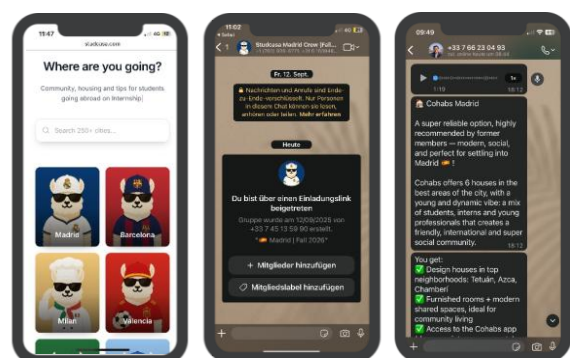 11:47
4G
studcasa.com
Where are you going?
Community, housing and tips for students
going abroad on Internship|
Search 250+ cities...
Madrid
Barcelona
Milan
Valencia
11:02
4G
1
Studcasa Madrid Crew [Fall...
Fr. 12. Sept.
Nachrichten und Anrufe sind Ende-
zu-Ende-verschlüsselt. Nur Personen
in diesem Chat können sie lesen,
anhören oder teilen. Mehr erfahren
Heute
Du bist über einen Einladungslink
beigetreten
Gruppe wurde am 12/09/2025 von
+33 7 45 13 59 90 erstellt.
Madrid | Fall 2026"
+ Mitglieder hinzufügen
Mitgliedslabel hinzufügen
09:49
+33 7 66 23 04 93
1:19
18:12
Cohabs Madrid
A super reliable option, highly
recommended by former
members — modern, social,
and perfect for settling into
Madrid !
Cohabs offers 6 houses in the
best areas of the city, with a
young and dynamic vibe: a mix
of students, interns and young
professionals that creates a
friendly, international and super
social community.
18:12
You get:
✅ Design houses in top
neighborhoods: Tetuán, Azca,
Chamberí
✅ Furnished rooms + modern
shared spaces, ideal for
community living
✅ Access to the Cohabs app